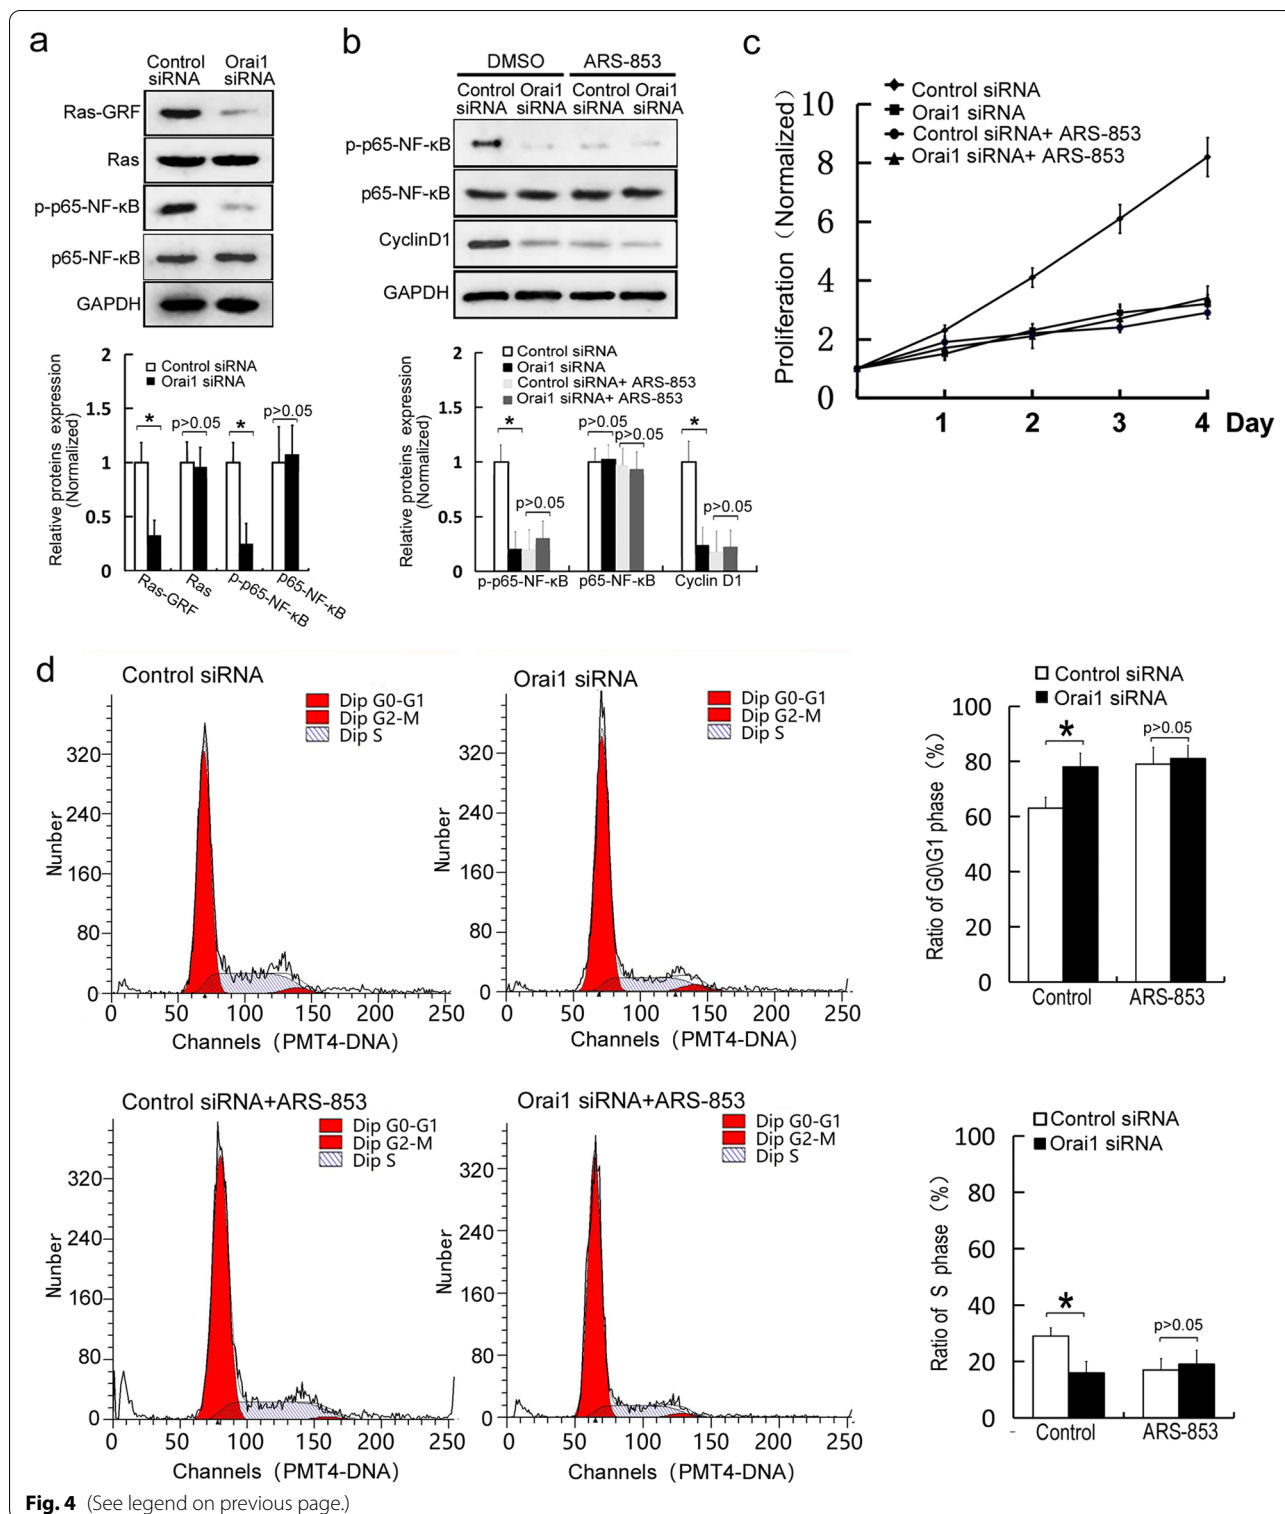 a
Control siRNA
Orai1 siRNA
Ras-GRF
Ras
p-p65-NF-κB
p65-NF-κB
GAPDH
Relative proteins expression
(Normalized)
2
1.5
1
0.5
0
Control siRNA
Orai1 siRNA
*
p>0.05
*
p>0.05
Ras-GRF
Ras
p-p65-NF-κB
p65-NF-κB
b
DMSO
ARS-853
Control siRNA
Orai1 siRNA
Control siRNA
Orai1 siRNA
p-p65-NF-κB
p65-NF-κB
CyclinD1
GAPDH
Relative proteins expression
(Normalized)
2
1.5
1
0.5
0
Control siRNA
Orai1 siRNA
Control siRNA+ ARS-853
Orai1 siRNA+ ARS-853
*
p>0.05
p>0.05
p>0.05
*
p>0.05
p-p65-NF-κB
p65-NF-κB
Cyclin D1
c
Proliferation (Normalized)
10
8
6
4
2
0
Control siRNA
Orai1 siRNA
Control siRNA+ ARS-853
Orai1 siRNA+ ARS-853
1 2 3 4 Day
d
Control siRNA
Dip G0-G1
Dip G2-M
Dip S
Nunber
320
240
160
80
0
0 50 100 150 200 250
Channels (PMT4-DNA)
Orai1 siRNA
Dip G0-G1
Dip G2-M
Dip S
Nunber
320
240
160
80
0
0 50 100 150 200 250
Channels (PMT4-DNA)
Control siRNA
Orai1 siRNA
Ratio of G0\G1 phase (%)
100
80
60
40
20
0
*
p>0.05
Control ARS-853
Control siRNA+ARS-853
Dip G0-G1
Dip G2-M
Dip S
Nunber
320
240
160
80
0
0 50 100 150 200 250
Channels (PMT4-DNA)
Orai1 siRNA+ARS-853
Dip G0-G1
Dip G2-M
Dip S
Nunber
320
240
160
80
0
0 50 100 150 200 250
Channels (PMT4-DNA)
Control siRNA
Orai1 siRNA
Ratio of S phase (%)
100
80
60
40
20
0
*
p>0.05
Control ARS-853
Fig. 4 (See legend on previous page.)